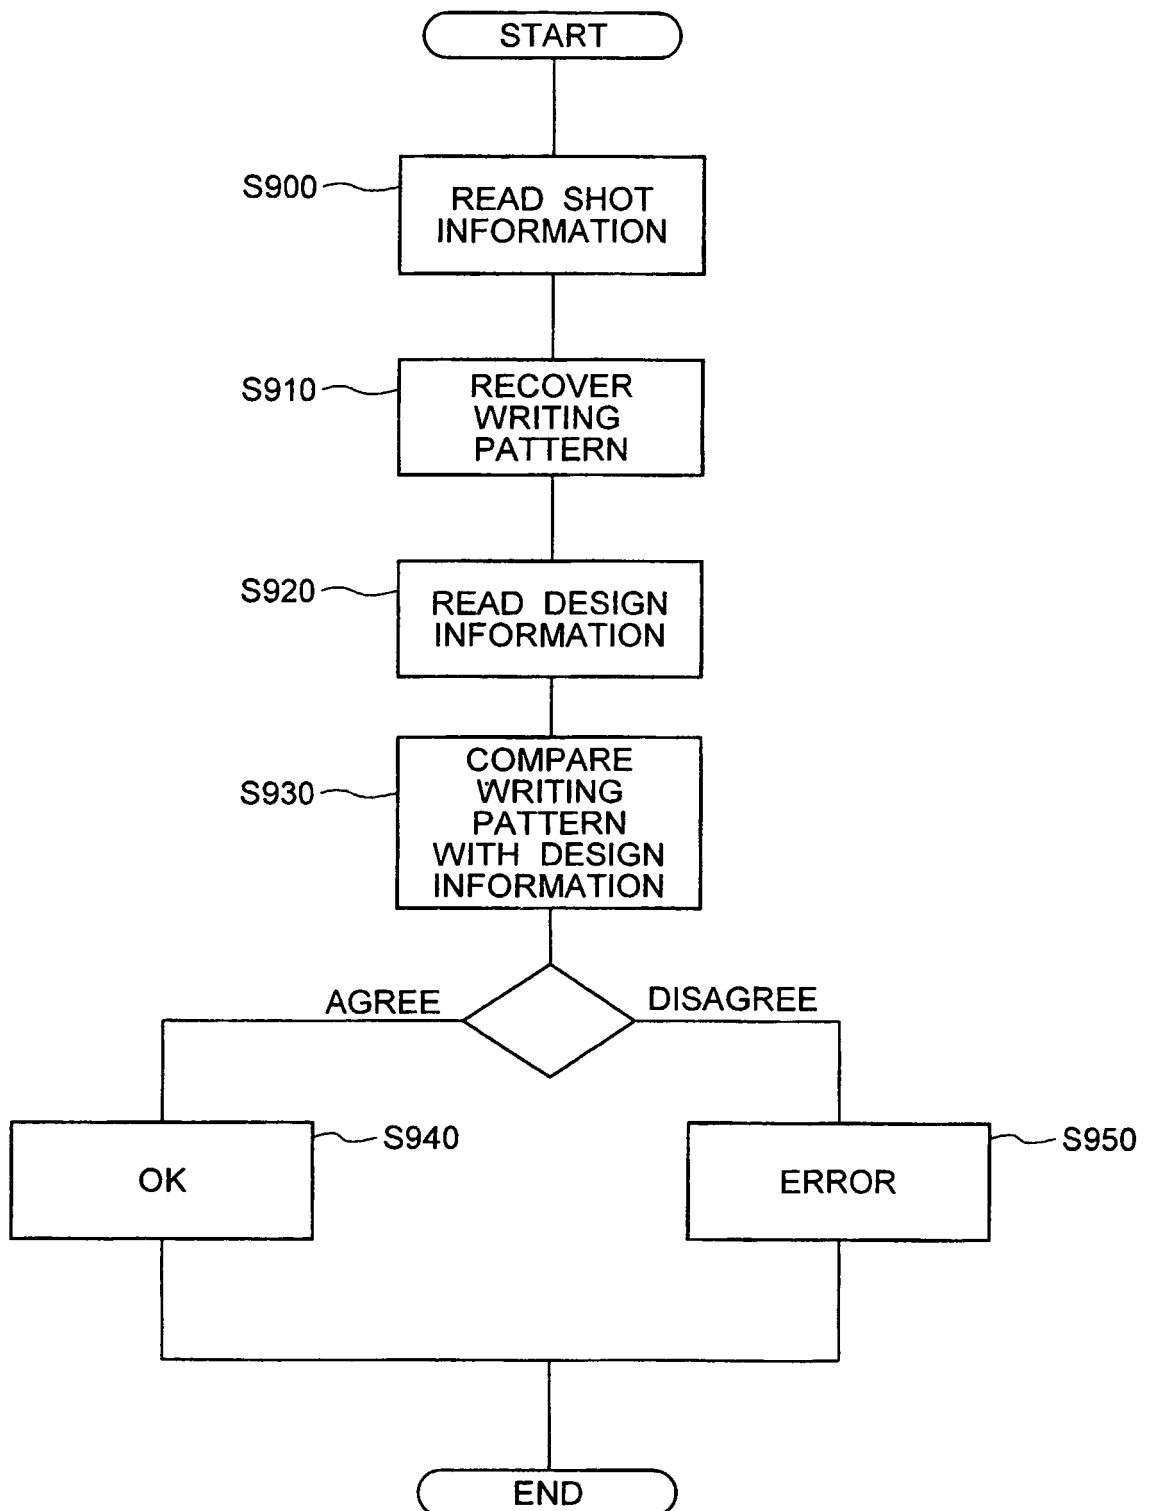 START
S900
READ SHOT
INFORMATION
S910
RECOVER
WRITING
PATTERN
S920
READ DESIGN
INFORMATION
S930
COMPARE
WRITING
PATTERN
WITH DESIGN
INFORMATION
AGREE
DISAGREE
OK
S940
ERROR
S950
END